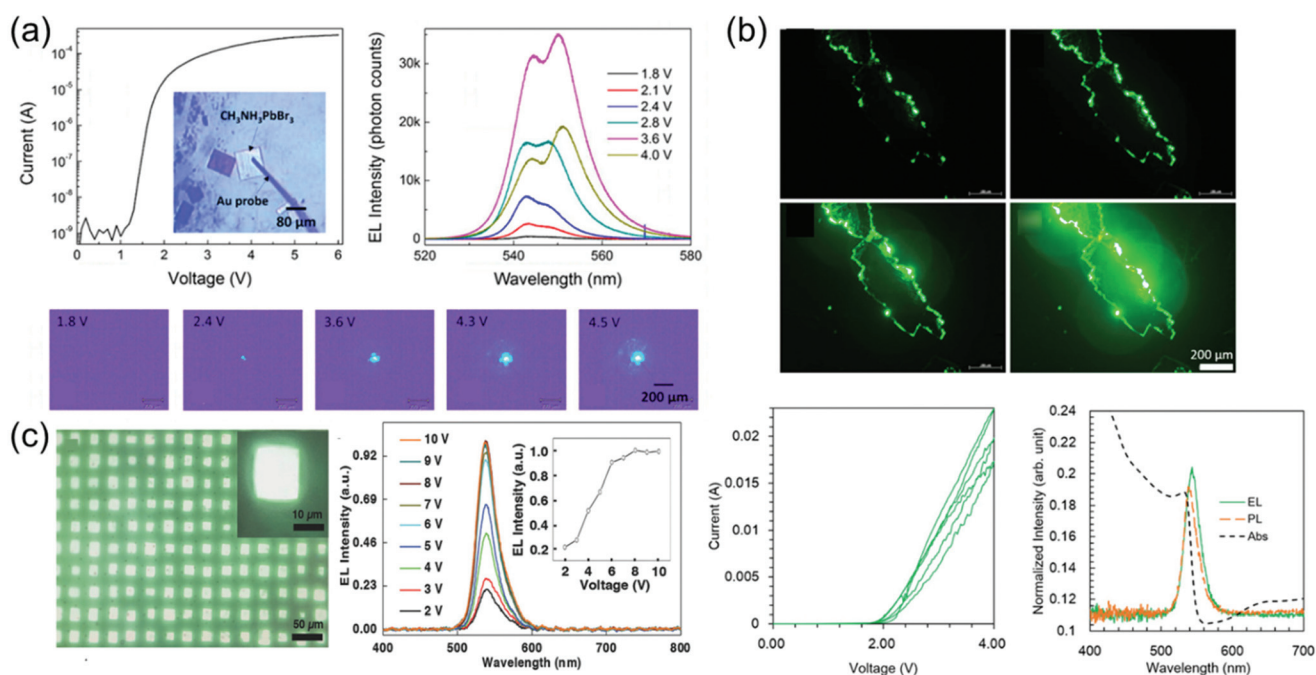 (a)
10⁻⁴
10⁻⁵
10⁻⁶
10⁻⁷
10⁻⁸
10⁻⁹
Current (A)
0 1 2 3 4 5 6
Voltage (V)
CH₃NH₃PbBr₃
Au probe
80 µm
EL Intensity (photon counts)
30k
20k
10k
0
520 540 560 580
Wavelength (nm)
1.8 V
2.1 V
2.4 V
2.8 V
3.6 V
4.0 V
1.8 V
2.4 V
3.6 V
4.3 V
4.5 V
200 µm
(b)
200 µm
Current (A)
0.02
0.015
0.01
0.005
0
0.00 1.00 2.00 3.00 4.00
Voltage (V)
Normalized Intensity (arb. unit)
0.24
0.22
0.2
0.18
0.16
0.14
0.12
0.1
400 500 600 700
Wavelength (nm)
EL
PL
Abs
(c)
10 µm
50 µm
EL Intensity (a.u.)
0.92
0.69
0.46
0.23
0.00
400 500 600 700 800
Wavelength (nm)
10 V
9 V
8 V
7 V
6 V
5 V
4 V
3 V
2 V
EL Intensity (a.u.)
1.0
0.8
0.6
0.4
0.2
2 4 6 8 10
Voltage (V)